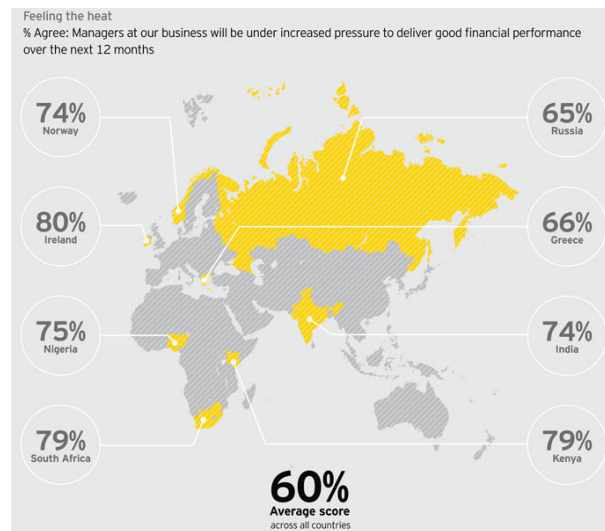 Feeling the heat
% Agree: Managers at our business will be under increased pressure to deliver good financial performance
over the next 12 months
74%
Norway
65%
Russia
80%
Ireland
66%
Greece
75%
Nigeria
74%
India
79%
South Africa
79%
Kenya
60%
Average score
across all countries